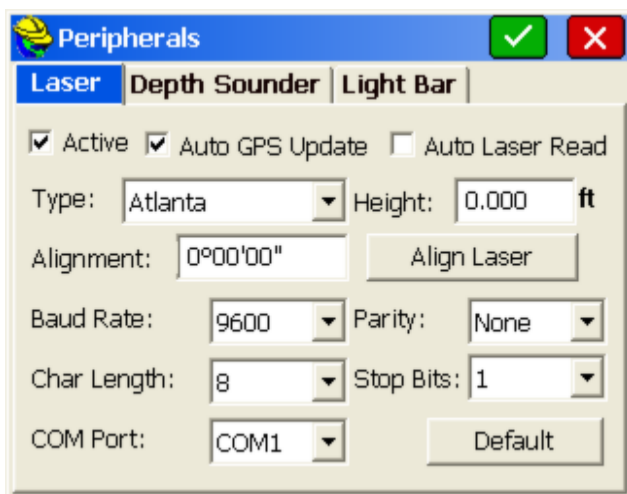 Peripherals
Laser Depth Sounder Light Bar
Active Auto GPS Update Auto Laser Read
Type: Atlanta Height: 0.000 ft
Alignment: 0º00'00" Align Laser
Baud Rate: 9600 Parity: None
Char Length: 8 Stop Bits: 1
COM Port: COM1 Default